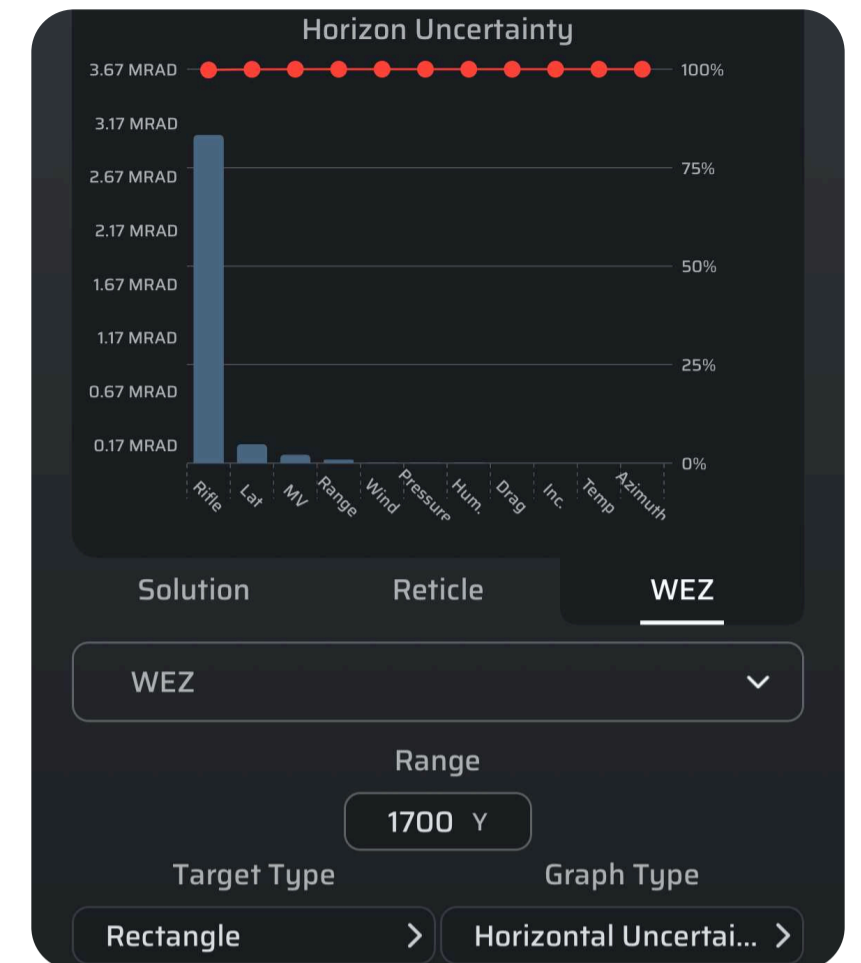 Horizon Uncertainty
3.67 MRAD 100%
3.17 MRAD
2.67 MRAD 75%
2.17 MRAD
1.67 MRAD 50%
1.17 MRAD
0.67 MRAD 25%
0.17 MRAD
0%
Rifle Lat MV Range Wind Pressure Hum. Drag Inc. Temp Azimuth
Solution Reticle WEZ
WEZ
Range
1700 Y
Target Type Graph Type
Rectangle Horizontal Uncertai...